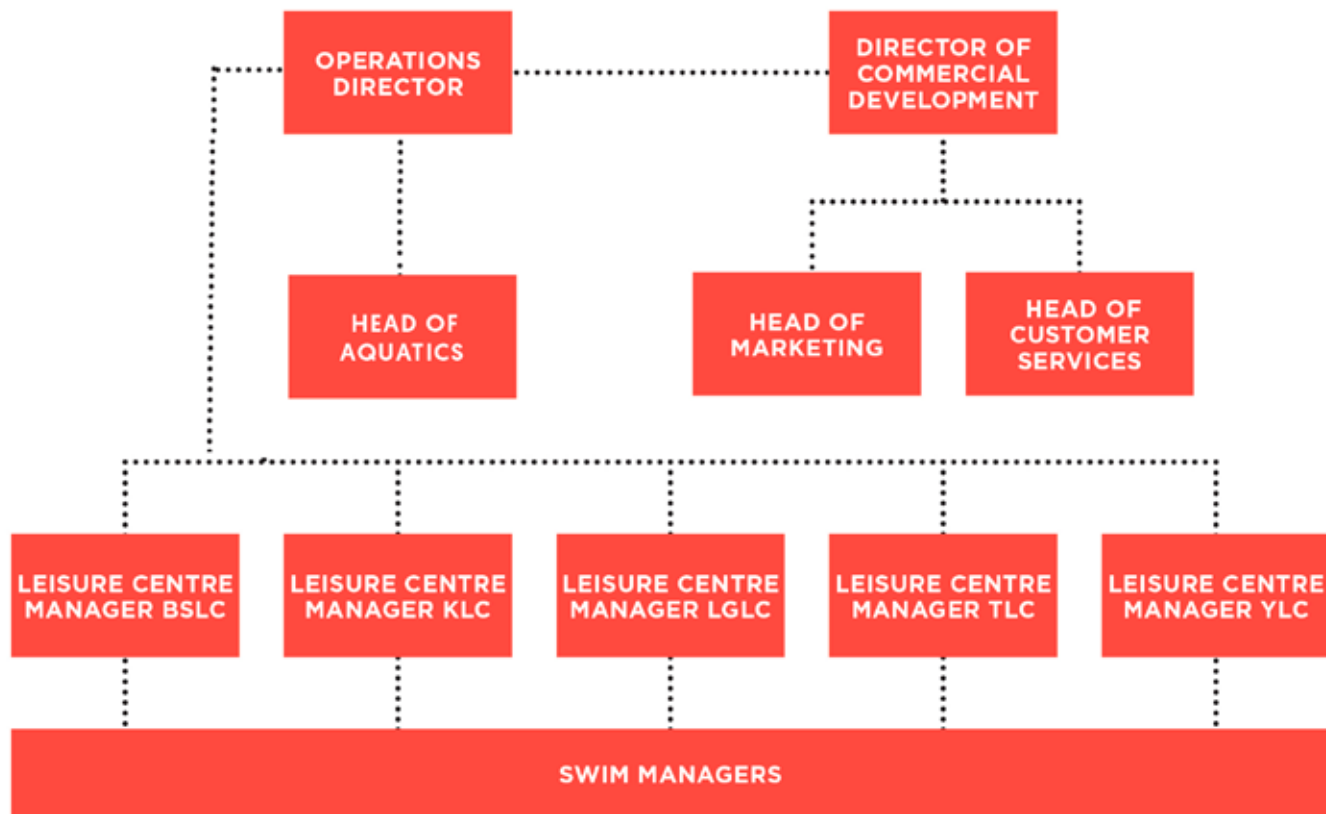 OPERATIONS
DIRECTOR
DIRECTOR OF
COMMERCIAL
DEVELOPMENT
HEAD OF
AQUATICS
HEAD OF
MARKETING
HEAD OF
CUSTOMER
SERVICES
LEISURE CENTRE
MANAGER BSLC
LEISURE CENTRE
MANAGER KLC
LEISURE CENTRE
MANAGER LGLC
LEISURE CENTRE
MANAGER TLC
LEISURE CENTRE
MANAGER YLC
SWIM MANAGERS